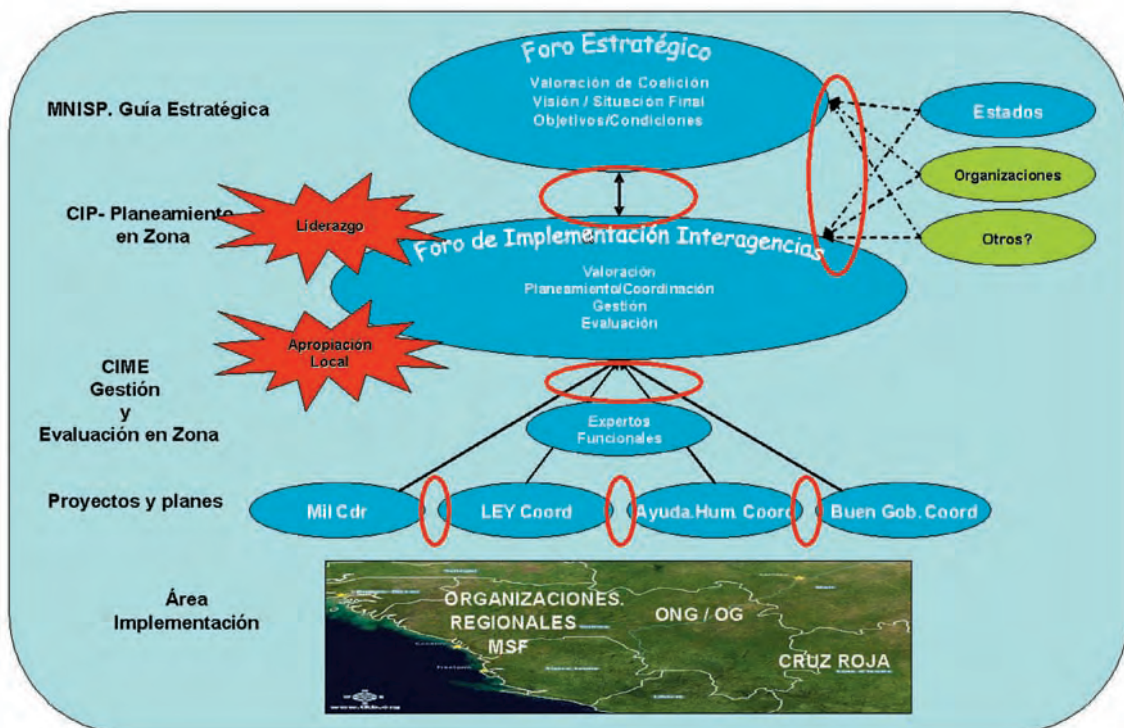 Foro Estratégico
Valoración de Coalición
Visión / Situación Final
Objetivos/Condiciones
MNISP. Guía Estratégica
Estados
Organizaciones
Otros?
CIP- Planeamiento
en Zona
Liderazgo
Foro de Implementación Interagencias
Valoración
Planeamiento/Coordinación
Gestión
Evaluación
Apropiación
Local
CIME
Gestión
y
Evaluación en Zona
Expertos
Funcionales
Proyectos y planes
Mil Cdr
LEY Coord
Ayuda.Hum. Coord
Buen Gob. Coord
Área
Implementación
ORGANIZACIONES.
REGIONALES
MSF
ONG / OG
CRUZ ROJA